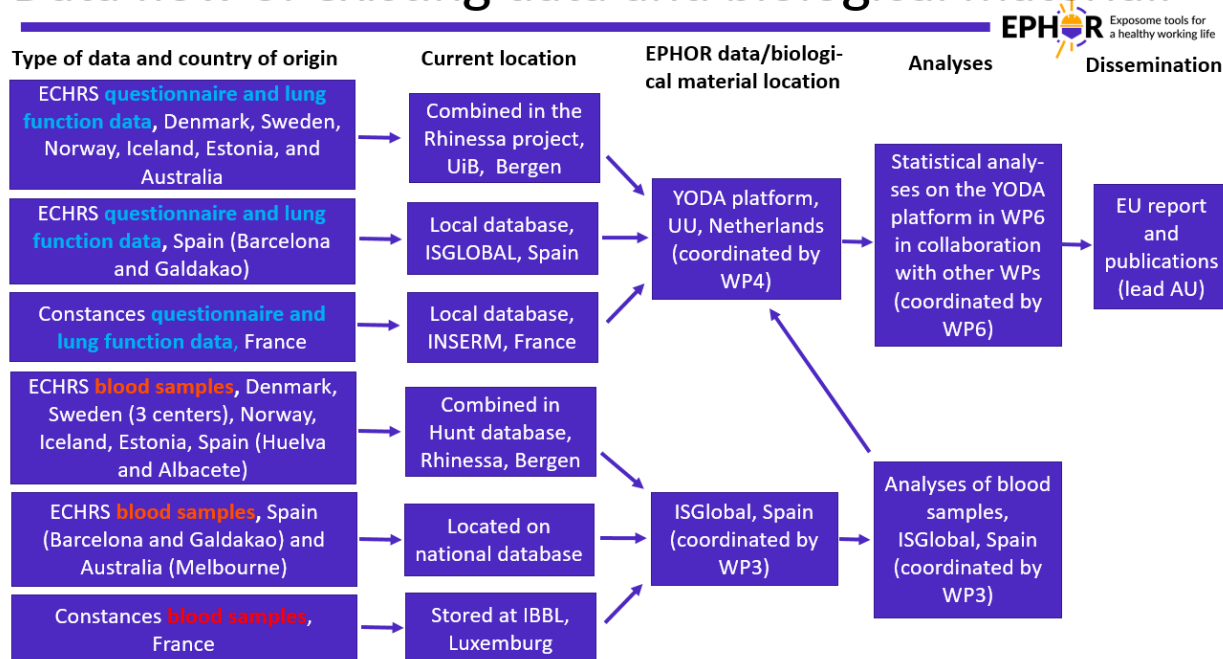 Data flow of existing data and biological material.
EPHOR Exposome tools for
a healthy working life
Type of data and country of origin
Current location
EPHOR data/biologi-
cal material location
Analyses
Dissemination
ECHRS questionnaire and lung
function data, Denmark, Sweden,
Norway, Iceland, Estonia, and
Australia
Combined in the
Rhinessa project,
UiB, Bergen
ECHRS questionnaire and lung
function data, Spain (Barcelona
and Galdakao)
Local database,
ISGLOBAL, Spain
Constances questionnaire and
lung function data, France
Local database,
INSERM, France
YODA platform,
UU, Netherlands
(coordinated by
WP4)
Statistical analy-
ses on the YODA
platform in WP6
in collaboration
with other WPs
(coordinated by
WP6)
EU report
and
publications
(lead AU)
ECHRS blood samples, Denmark,
Sweden (3 centers), Norway,
Iceland, Estonia, Spain (Huelva
and Albacete)
Combined in
Hunt database,
Rhinessa, Bergen
ECHRS blood samples, Spain
(Barcelona and Galdakao) and
Australia (Melbourne)
Located on
national database
Constances blood samples,
France
Stored at IBBL,
Luxemburg
ISGlobal, Spain
(coordinated by
WP3)
Analyses of blood
samples,
ISGlobal, Spain
(coordinated by
WP3)